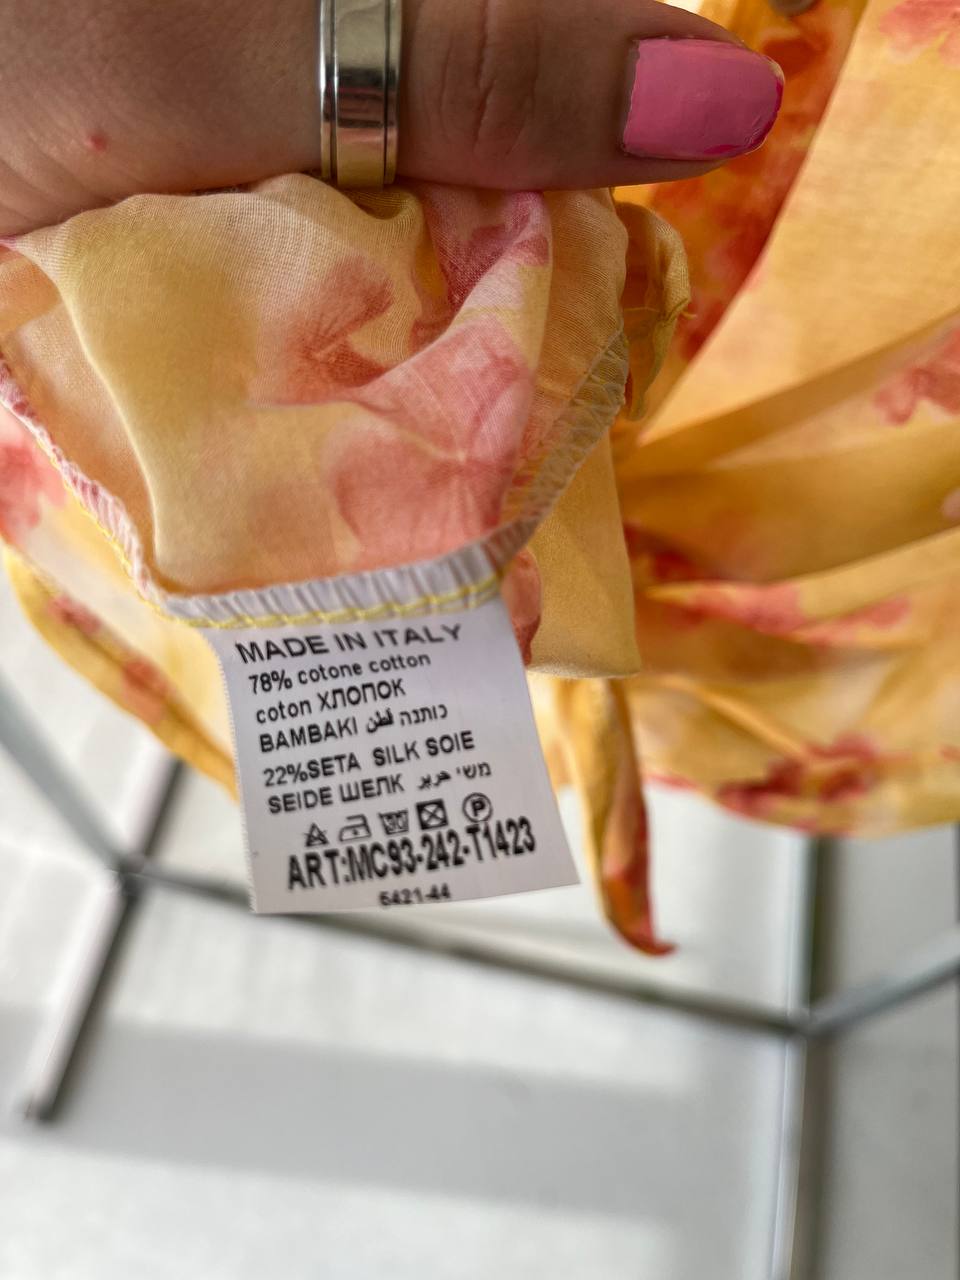 MADE IN ITALY
78% cotone cotton
coton ХЛОПОК
BAMBAKI قطن כותנה
22%SETA SILK SOIE
SEIDE ШЕЛК حرير משי
P
ART:MC93-242-T1423
6421-44